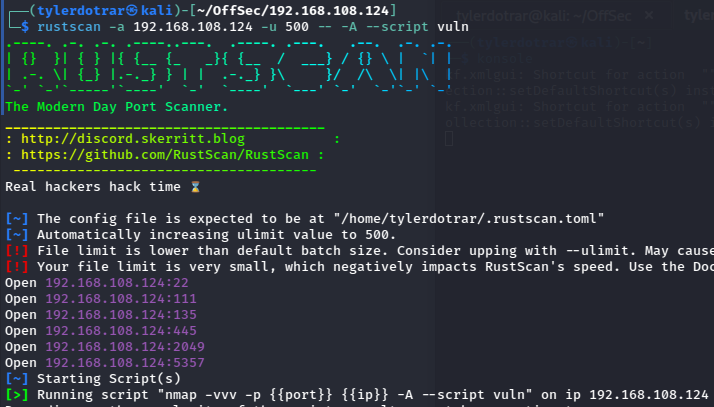 tylerdotrar@kali: ~/OffSec
┌──(tylerdotrar㉿kali)-[~/OffSec/192.168.108.124]
└─$ rustscan -a 192.168.108.124 -u 500 -- -A --script vuln
The Modern Day Port Scanner.
: http://discord.skerritt.blog :
: https://github.com/RustScan/RustScan :
Real hackers hack time ⌛
[~] The config file is expected to be at "/home/tylerdotrar/.rustscan.toml"
[~] Automatically increasing ulimit value to 500.
[!] File limit is lower than default batch size. Consider upping with --ulimit. May cause
[!] Your file limit is very small, which negatively impacts RustScan's speed. Use the Doc
Open 192.168.108.124:22
Open 192.168.108.124:111
Open 192.168.108.124:135
Open 192.168.108.124:445
Open 192.168.108.124:2049
Open 192.168.108.124:5357
[~] Starting Script(s)
[>] Running script "nmap -vvv -p {{port}} {{ip}} -A --script vuln" on ip 192.168.108.124